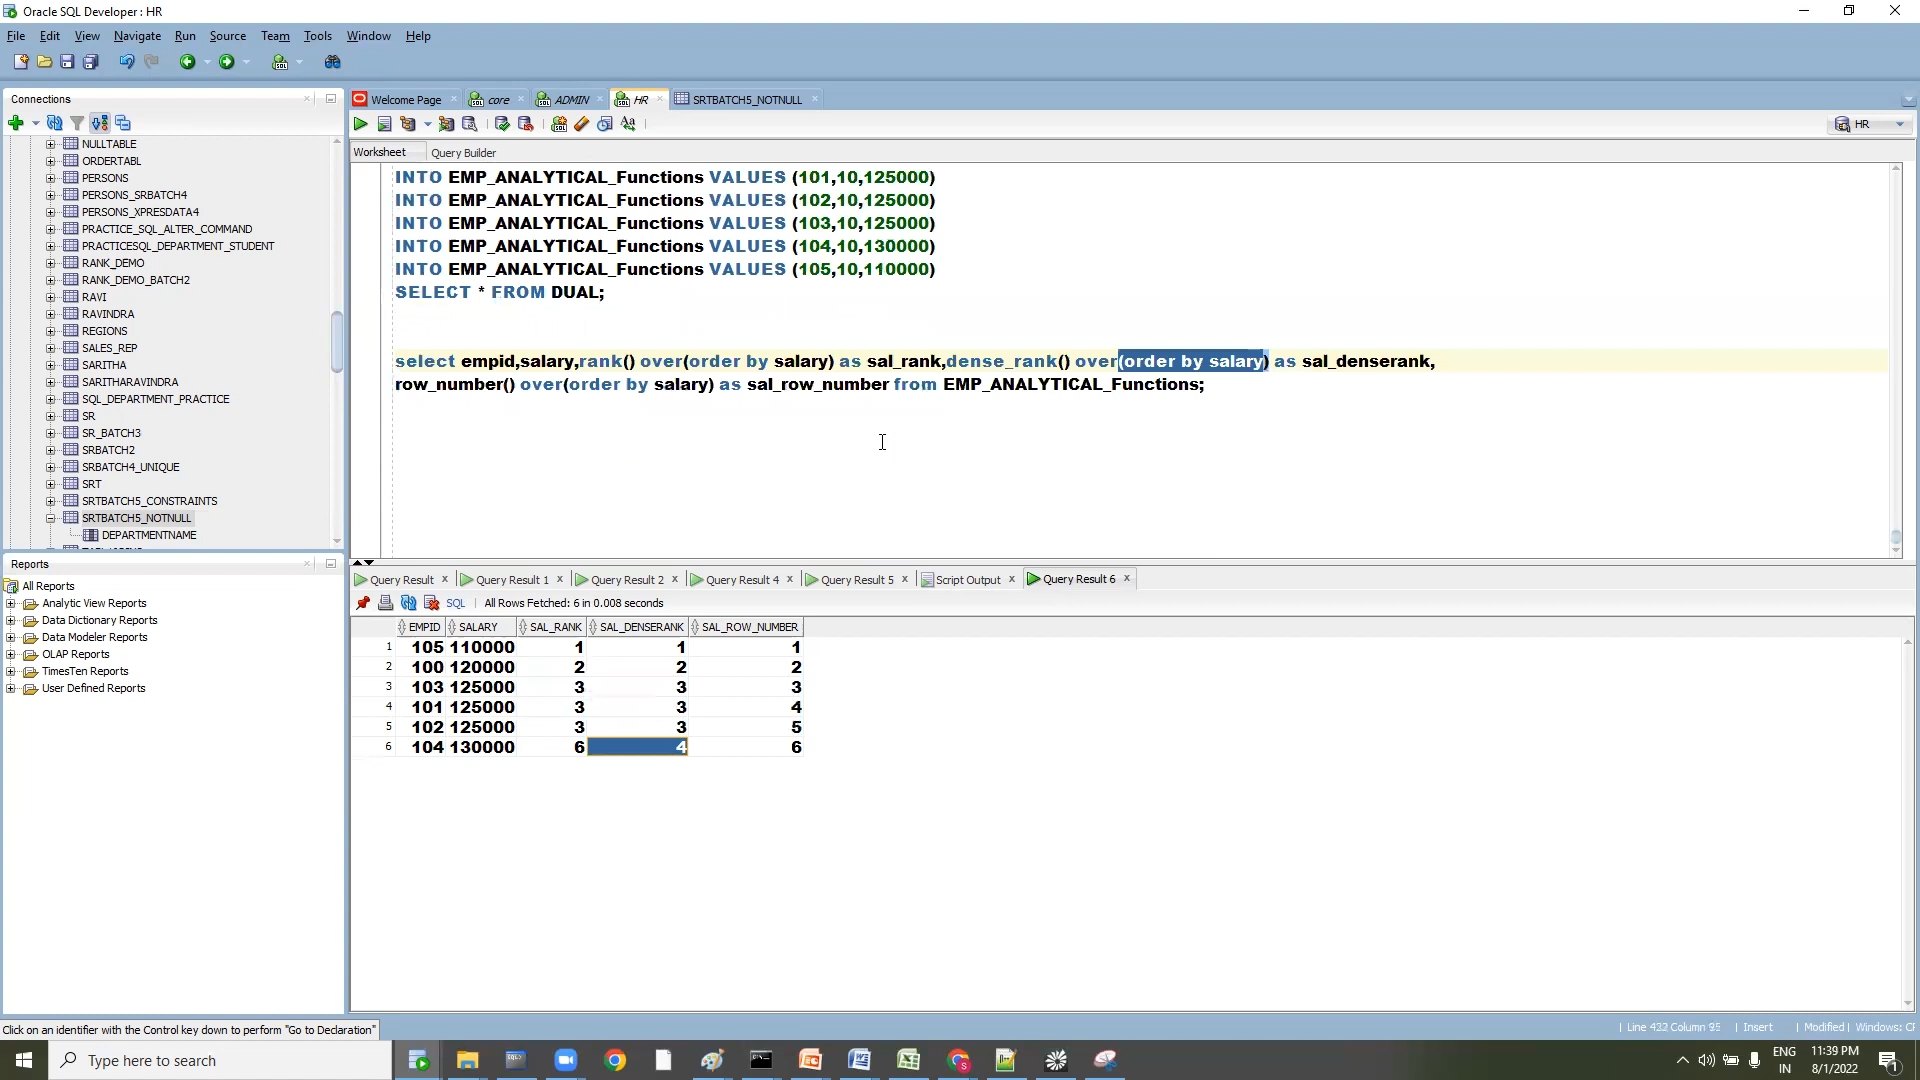 Oracle SQL Developer : HR
File Edit View Navigate Run Source Team Tools Window Help
Connections
Welcome Page core ADMIN HR SRTBATCH5_NOTNULL
HR
Worksheet Query Builder
NULLTABLE
ORDERTABL
PERSONS
PERSONS_SRBATCH4
PERSONS_XPRESDATA4
PRACTICE_SQL_ALTER_COMMAND
PRACTICESQL_DEPARTMENT_STUDENT
RANK_DEMO
RANK_DEMO_BATCH2
RAVI
RAVINDRA
REGIONS
SALES_REP
SARITHA
SARITHARAVINDRA
SQL_DEPARTMENT_PRACTICE
SR
SR_BATCH3
SRBATCH2
SRBATCH4_UNIQUE
SRT
SRTBATCH5_CONSTRAINTS
SRTBATCH5_NOTNULL
DEPARTMENTNAME
INTO EMP_ANALYTICAL_Functions VALUES (101,10,125000)
INTO EMP_ANALYTICAL_Functions VALUES (102,10,125000)
INTO EMP_ANALYTICAL_Functions VALUES (103,10,125000)
INTO EMP_ANALYTICAL_Functions VALUES (104,10,130000)
INTO EMP_ANALYTICAL_Functions VALUES (105,10,110000)
SELECT * FROM DUAL;
select empid,salary,rank() over(order by salary) as sal_rank,dense_rank() over(order by salary) as sal_denserank,
row_number() over(order by salary) as sal_row_number from EMP_ANALYTICAL_Functions;
Reports
All Reports
Analytic View Reports
Data Dictionary Reports
Data Modeler Reports
OLAP Reports
TimesTen Reports
User Defined Reports
Query Result Query Result 1 Query Result 2 Query Result 4 Query Result 5 Script Output Query Result 6
SQL All Rows Fetched: 6 in 0.008 seconds
EMPID SALARY SAL_RANK SAL_DENSERANK SAL_ROW_NUMBER
1 105 110000 1 1 1
2 100 120000 2 2 2
3 103 125000 3 3 3
4 101 125000 3 3 4
5 102 125000 3 3 5
6 104 130000 6 4 6
Click on an identifier with the Control key down to perform "Go to Declaration"
Line 432 Column 95 Insert Modified Windows: CF
Type here to search
ENG
IN
11:39 PM
8/1/2022